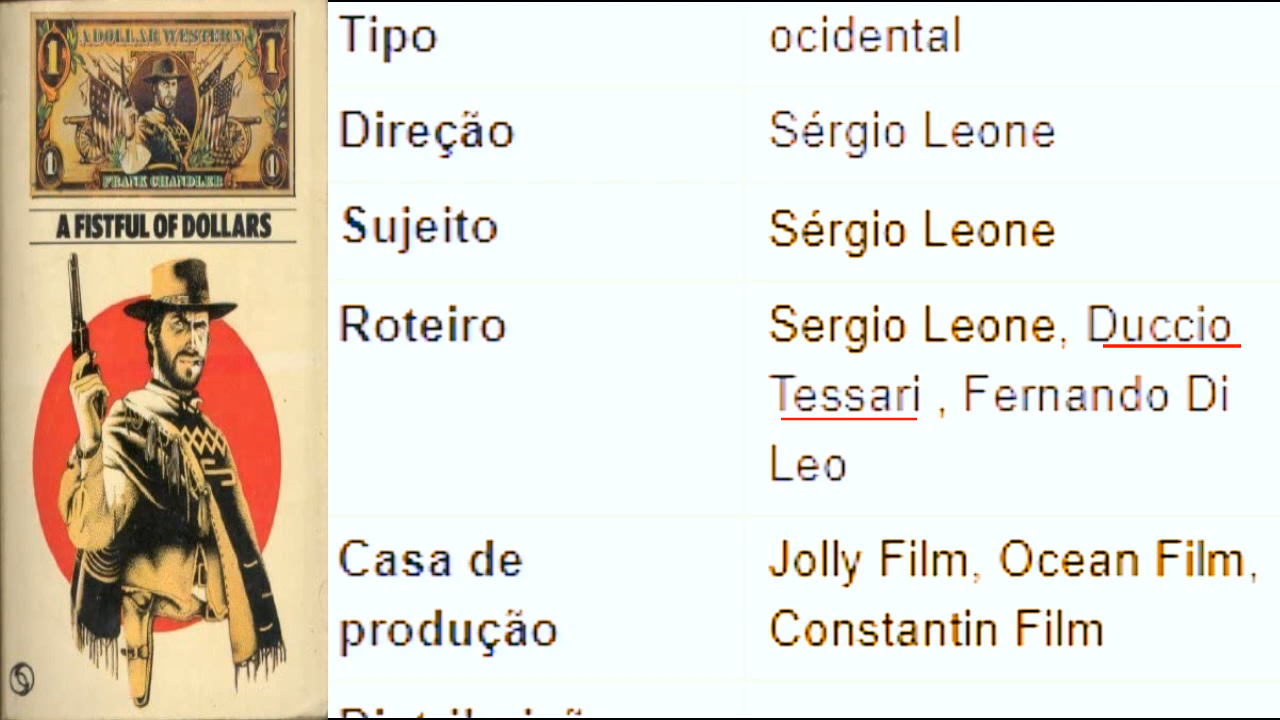 1 A DOLLAR WESTERN 1
1 1
FRANK CHANDLER
A FISTFUL OF DOLLARS
Tipo ocidental
Direção Sérgio Leone
Sujeito Sérgio Leone
Roteiro Sergio Leone, Duccio
Tessari , Fernando Di
Leo
Casa de Jolly Film, Ocean Film,
produção Constantin Film